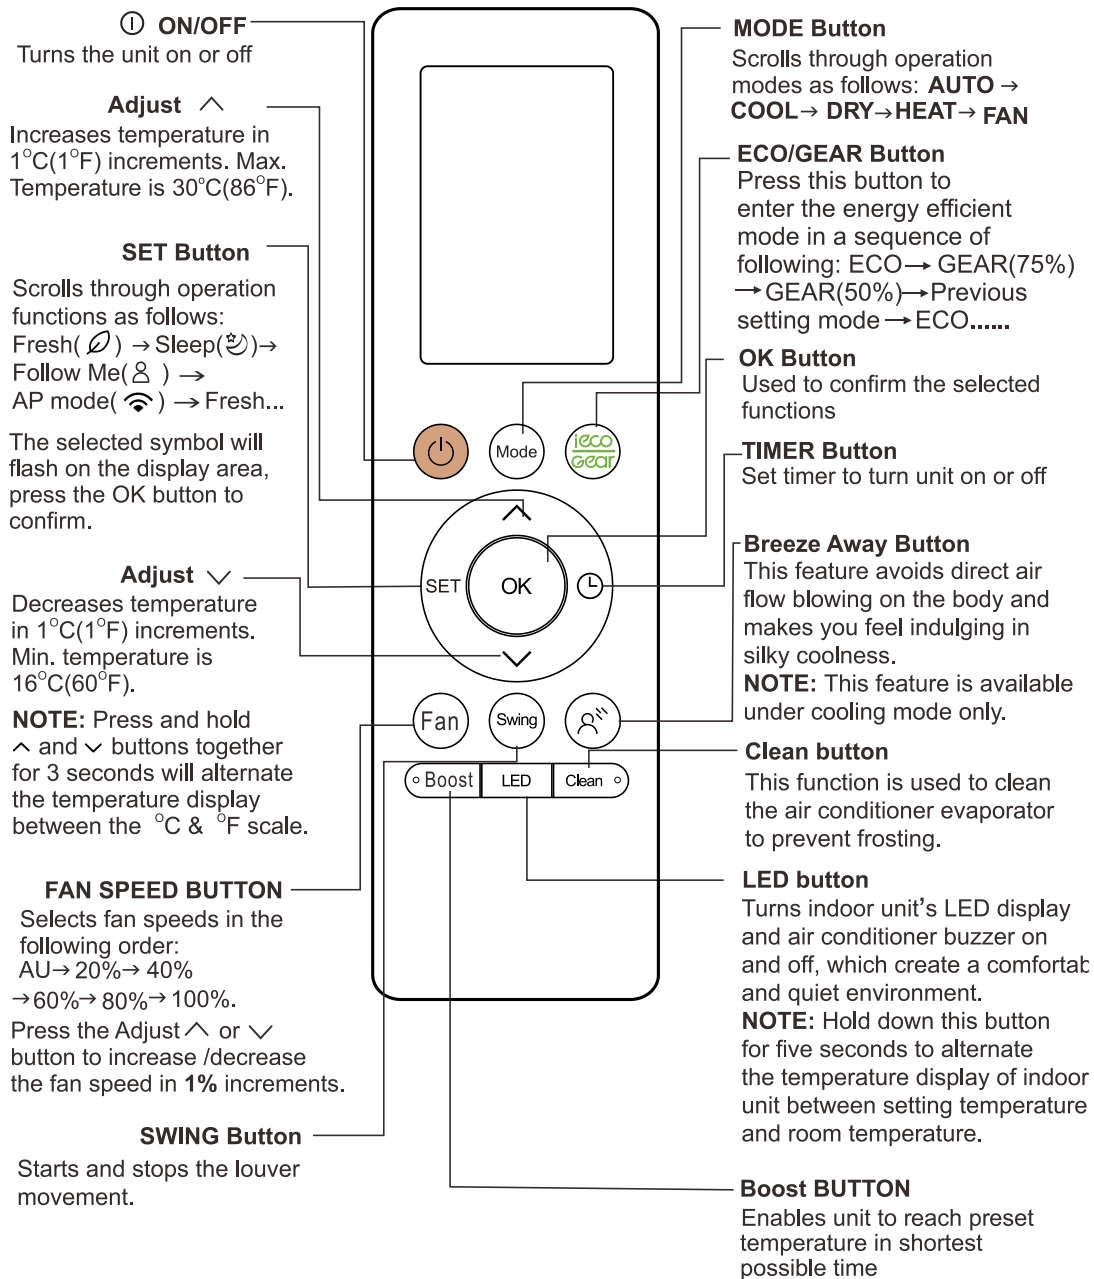 ON/OFF
Turns the unit on or off
Adjust
Increases temperature in
1°C(1°F) increments. Max.
Temperature is 30°C(86°F).
SET Button
Scrolls through operation
functions as follows:
Fresh( ) → Sleep( )→
Follow Me( ) →
AP mode( ) → Fresh...
The selected symbol will
flash on the display area,
press the OK button to
confirm.
Adjust
Decreases temperature
in 1°C(1°F) increments.
Min. temperature is
16°C(60°F).
NOTE: Press and hold
∧ and ∨ buttons together
for 3 seconds will alternate
the temperature display
between the °C & °F scale.
FAN SPEED BUTTON
Selects fan speeds in the
following order:
AU→ 20%→ 40%
→60%→ 80%→ 100%.
Press the Adjust ∧ or ∨
button to increase /decrease
the fan speed in 1% increments.
SWING Button
Starts and stops the louver
movement.
Mode
ieco
Gear
SET
OK
Fan
Swing
Boost
LED
Clean
MODE Button
Scrolls through operation
modes as follows: AUTO →
COOL→ DRY→HEAT→ FAN
ECO/GEAR Button
Press this button to
enter the energy efficient
mode in a sequence of
following: ECO→ GEAR(75%)
→GEAR(50%)→Previous
setting mode →ECO......
OK Button
Used to confirm the selected
functions
TIMER Button
Set timer to turn unit on or off
Breeze Away Button
This feature avoids direct air
flow blowing on the body and
makes you feel indulging in
silky coolness.
NOTE: This feature is available
under cooling mode only.
Clean button
This function is used to clean
the air conditioner evaporator
to prevent frosting.
LED button
Turns indoor unit's LED display
and air conditioner buzzer on
and off, which create a comfortab
and quiet environment.
NOTE: Hold down this button
for five seconds to alternate
the temperature display of indoor
unit between setting temperature
and room temperature.
Boost BUTTON
Enables unit to reach preset
temperature in shortest
possible time